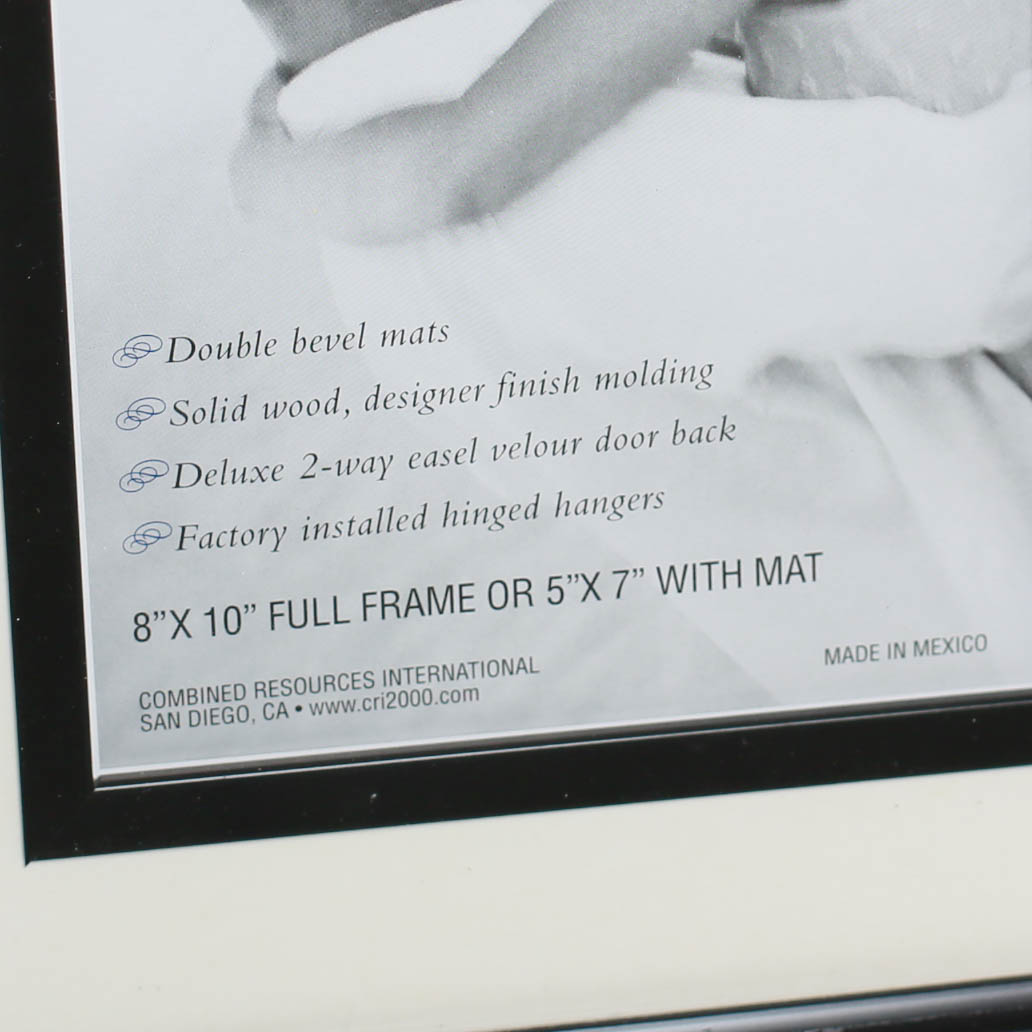 Double bevel mats
Solid wood, designer finish molding
Deluxe 2-way easel velour door back
Factory installed hinged hangers
8”X 10” FULL FRAME OR 5”X 7” WITH MAT
COMBINED RESOURCES INTERNATIONAL
SAN DIEGO, CA • www.cri2000.com
MADE IN MEXICO